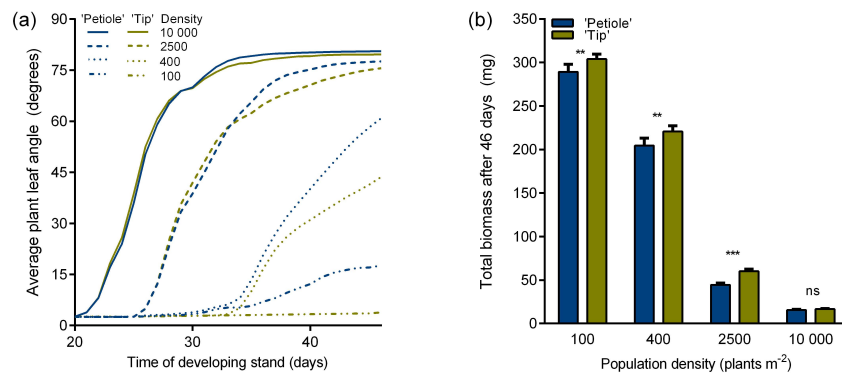 (a)
'Petiole' 'Tip' Density
10 000
2500
400
100
90
75
60
45
30
15
0
20 30 40
Average plant leaf angle (degrees)
Time of developing stand (days)
(b)
'Petiole'
'Tip'
350
300
250
200
150
100
50
0
**
**
***
ns
100 400 2500 10 000
Total biomass after 46 days (mg)
Population density (plants m-2)